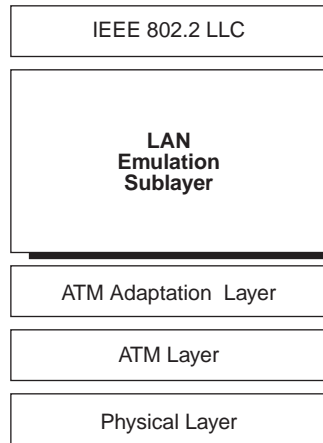 IEEE 802.2 LLC
LAN
Emulation
Sublayer
ATM Adaptation Layer
ATM Layer
Physical Layer